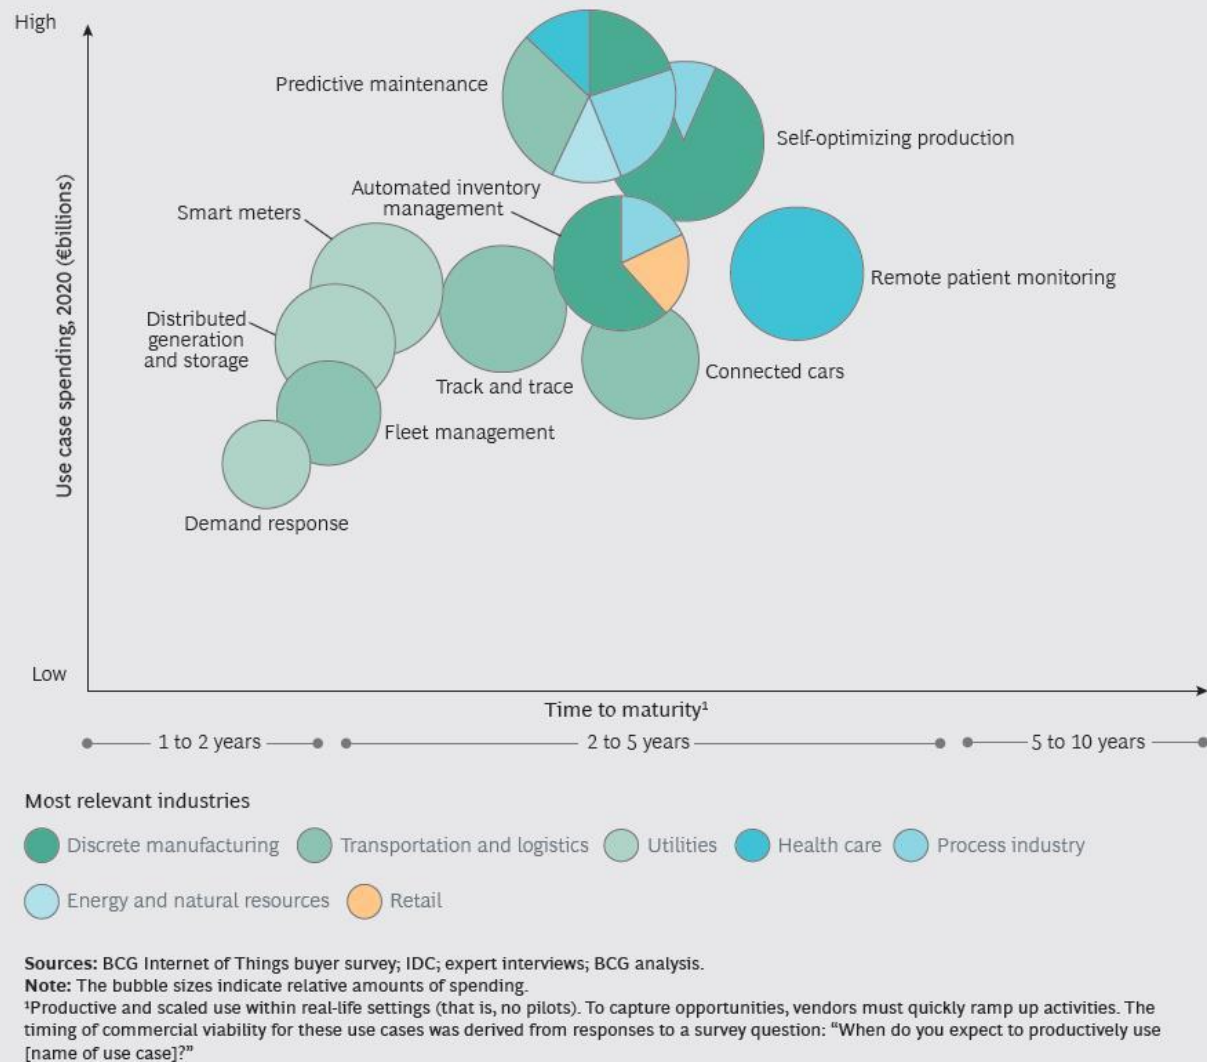 High
Predictive maintenance
Self-optimizing production
Automated inventory
management
Smart meters
Remote patient monitoring
Distributed
generation
and storage
Track and trace
Connected cars
Fleet management
Demand response
Use case spending, 2020 (€billions)
Low
Time to maturity¹
1 to 2 years
2 to 5 years
5 to 10 years
Most relevant industries
Discrete manufacturing
Transportation and logistics
Utilities
Health care
Process industry
Energy and natural resources
Retail
Sources: BCG Internet of Things buyer survey; IDC; expert interviews; BCG analysis.
Note: The bubble sizes indicate relative amounts of spending.
¹Productive and scaled use within real-life settings (that is, no pilots). To capture opportunities, vendors must quickly ramp up activities. The
timing of commercial viability for these use cases was derived from responses to a survey question: “When do you expect to productively use
[name of use case]?”